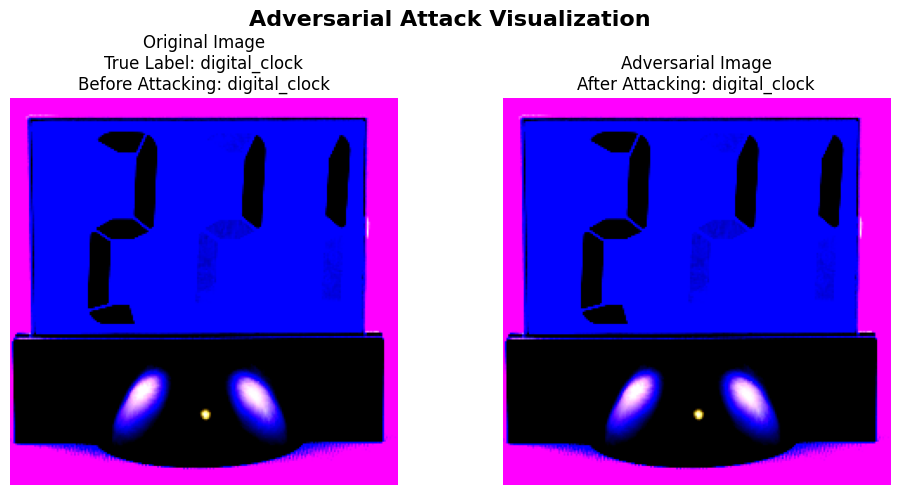 Adversarial Attack Visualization
Original Image
True Label: digital_clock
Before Attacking: digital_clock
Adversarial Image
After Attacking: digital_clock